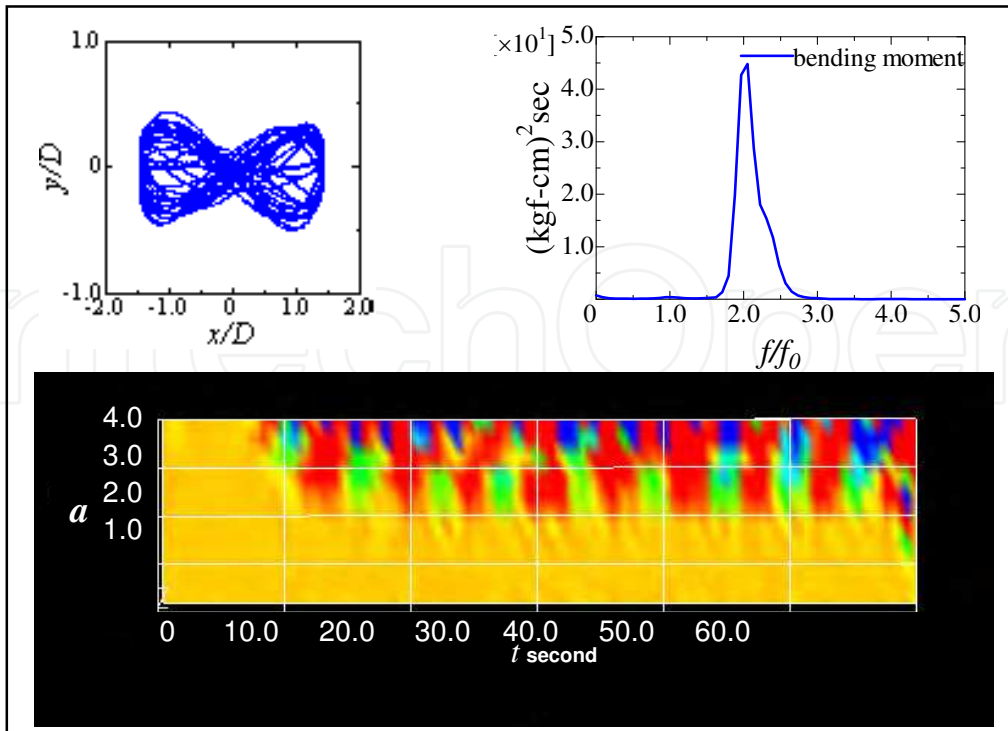 1.0
0
-1.0
-2.0 -1.0 0 1.0 2.0
y/D
x/D
×10¹]
5.0
4.0
3.0
2.0
1.0
(kgf-cm)² sec
bending moment
0 1.0 2.0 3.0 4.0 5.0
f/f₀
4.0
3.0
2.0
1.0
a
0 10.0 20.0 30.0 40.0 50.0 60.0
t second